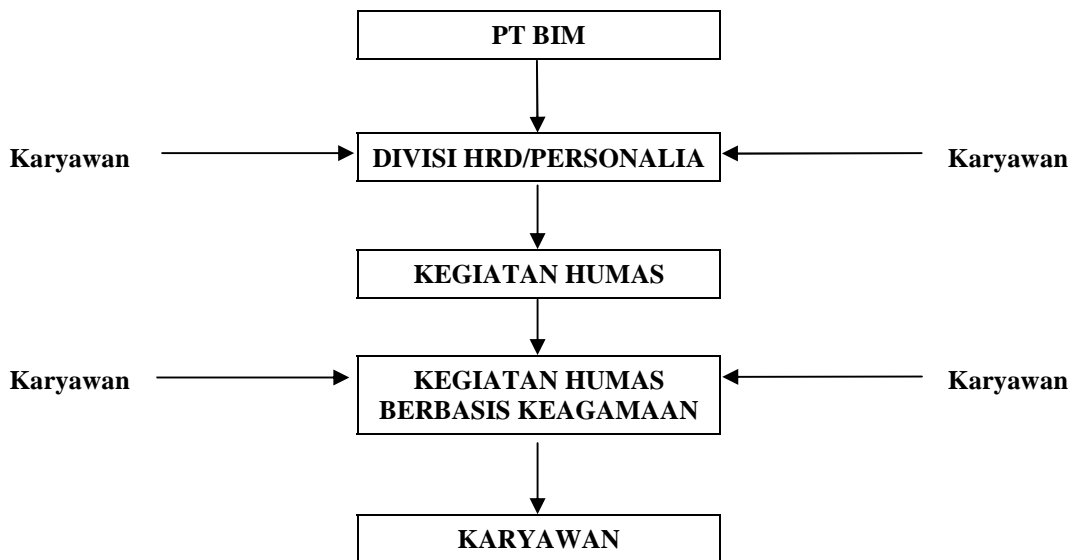 PT BIM
Karyawan
DIVISI HRD/PERSONALIA
Karyawan
KEGIATAN HUMAS
Karyawan
KEGIATAN HUMAS
BERBASIS KEAGAMAAN
Karyawan
KARYAWAN